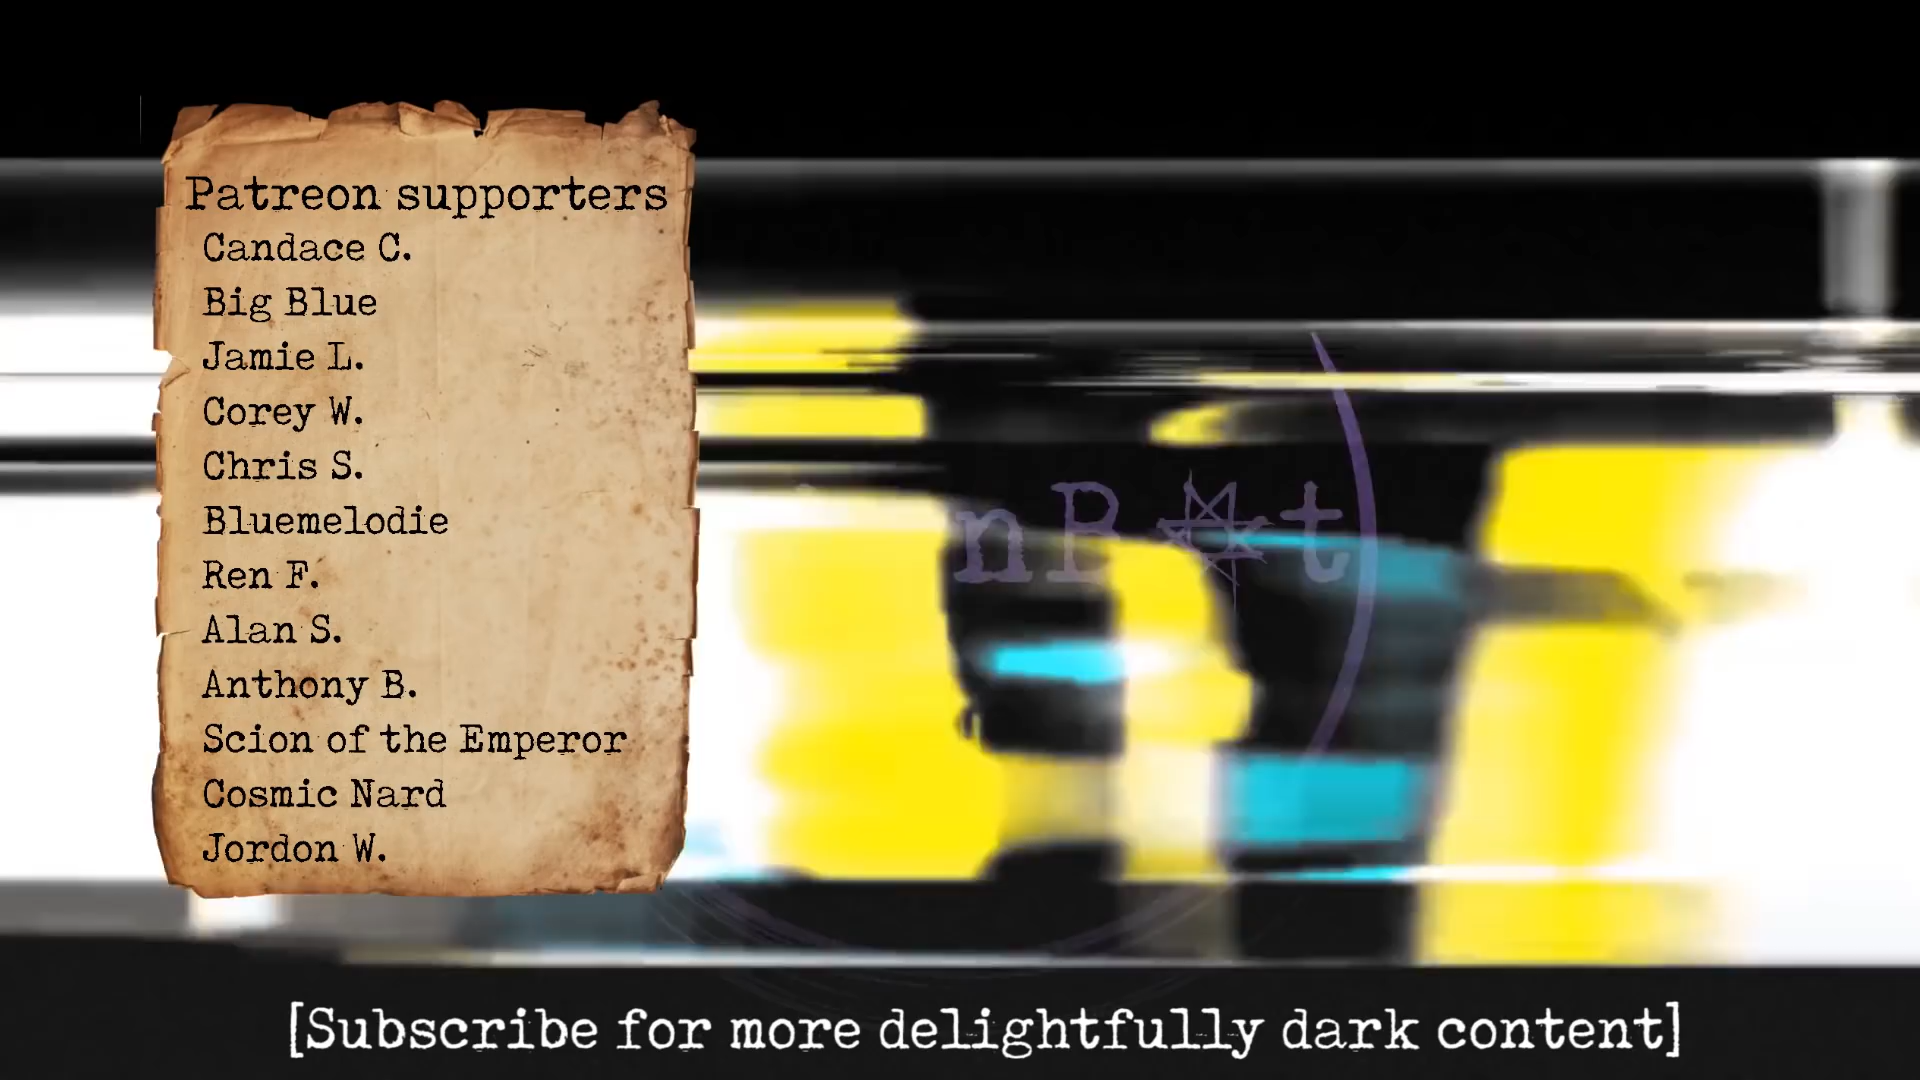 Patreon supporters
Candace C.
Big Blue
Jamie L.
Corey W.
Chris S.
Bluemelodie
Ren F.
Alan S.
Anthony B.
Scion of the Emperor
Cosmic Nard
Jordon W.
[Subscribe for more delightfully dark content]